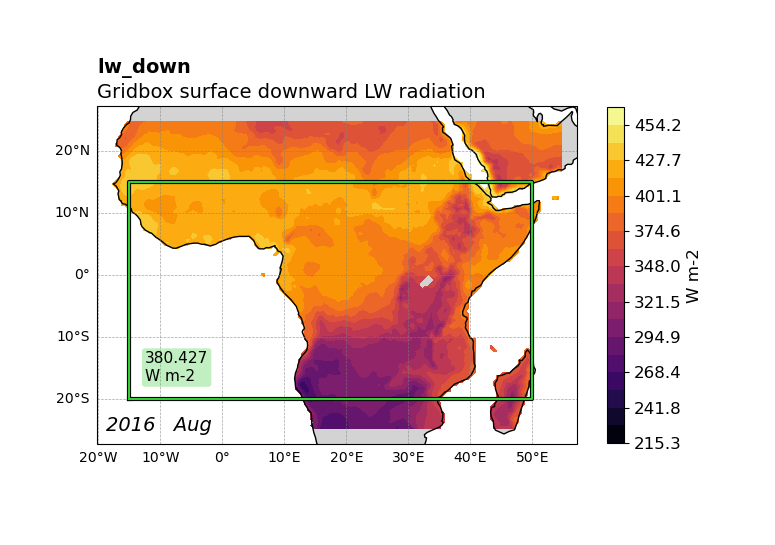 lw_down
Gridbox surface downward LW radiation
20°N
10°N
0°
10°S
20°S
380.427
W m-2
2016 Aug
20°W
10°W
0°
10°E
20°E
30°E
40°E
50°E
454.2
427.7
401.1
374.6
348.0
321.5
294.9
268.4
241.8
215.3
W m-2